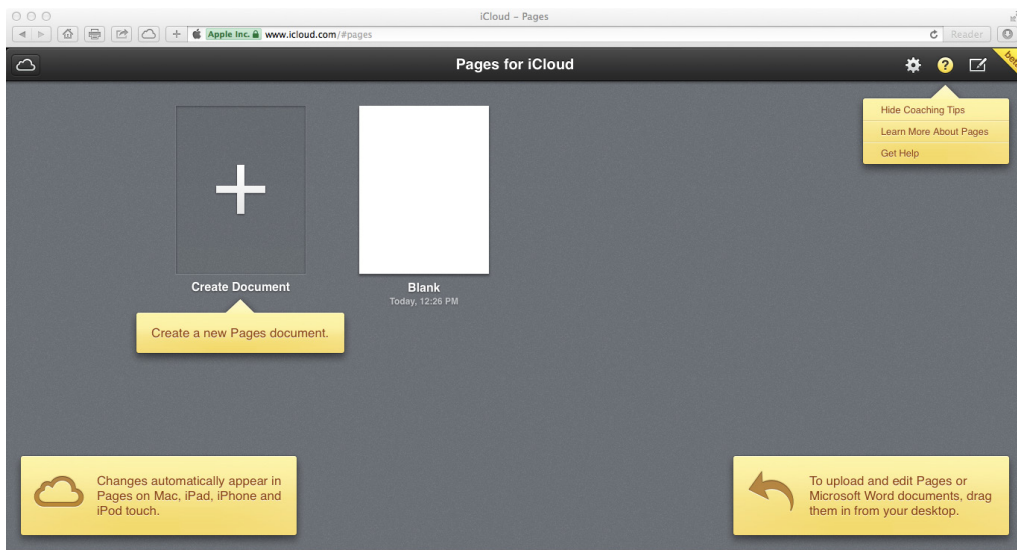 iCloud – Pages
Apple Inc. www.icloud.com/#pages
Reader
Pages for iCloud
beta
Hide Coaching Tips
Learn More About Pages
Get Help
Create Document
Blank
Today, 12:26 PM
Create a new Pages document.
Changes automatically appear in
Pages on Mac, iPad, iPhone and
iPod touch.
To upload and edit Pages or
Microsoft Word documents, drag
them in from your desktop.